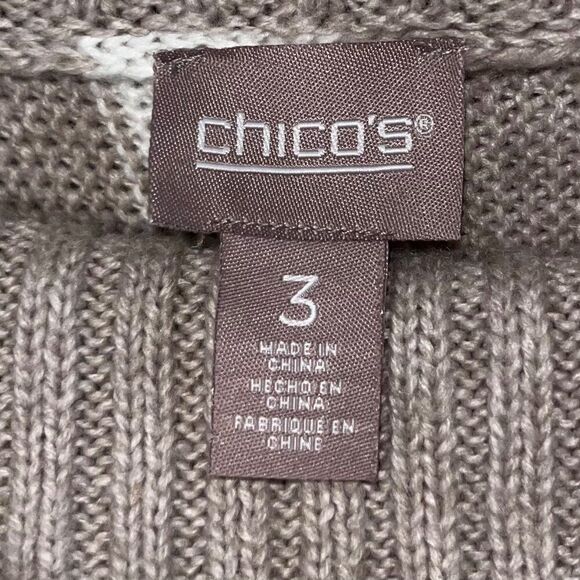 chico's®
3
MADE IN
CHINA
HECHO EN
CHINA
FABRIQUE EN
CHINE